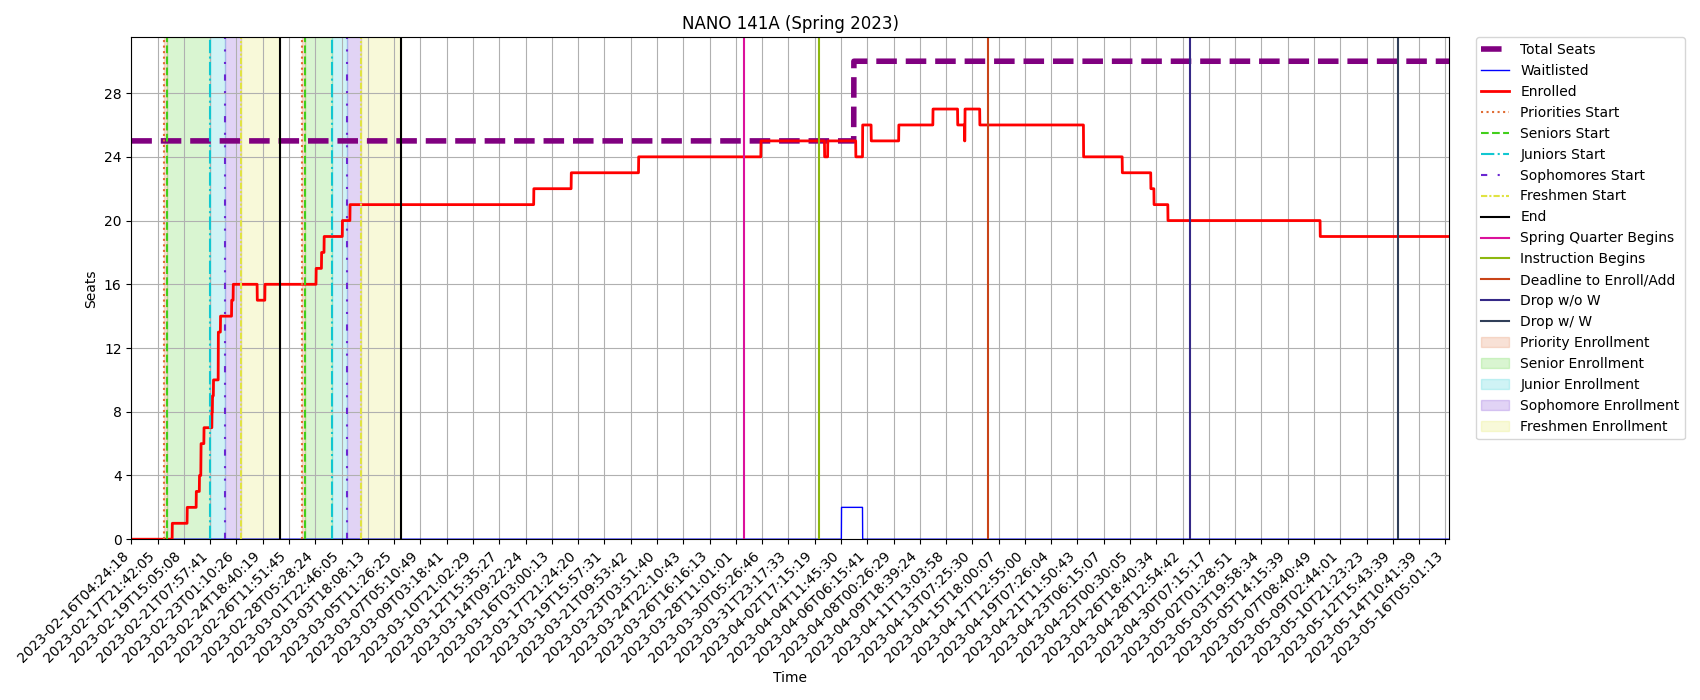 NANO 141A (Spring 2023)
Seats
28
24
20
16
12
8
4
0
2023-02-16T04:24:18
2023-02-17T21:42:05
2023-02-19T15:05:08
2023-02-21T07:57:41
2023-02-23T01:10:26
2023-02-24T18:40:19
2023-02-26T11:51:45
2023-02-28T05:28:24
2023-03-01T22:46:05
2023-03-03T18:08:13
2023-03-05T11:26:25
2023-03-07T05:10:49
2023-03-09T03:18:41
2023-03-10T21:02:29
2023-03-12T15:35:27
2023-03-14T09:22:24
2023-03-16T03:00:13
2023-03-17T21:24:20
2023-03-19T15:57:31
2023-03-21T09:53:42
2023-03-23T03:51:40
2023-03-24T22:10:43
2023-03-26T16:16:13
2023-03-28T11:01:01
2023-03-30T05:26:46
2023-03-31T23:17:33
2023-04-02T17:15:19
2023-04-04T11:45:30
2023-04-06T06:15:41
2023-04-08T00:26:29
2023-04-09T18:39:24
2023-04-11T13:03:58
2023-04-13T07:25:30
2023-04-15T18:00:07
2023-04-17T12:55:00
2023-04-19T07:26:04
2023-04-21T11:50:43
2023-04-23T06:15:07
2023-04-25T00:30:05
2023-04-26T18:40:34
2023-04-28T12:54:42
2023-04-30T07:15:17
2023-05-02T01:28:51
2023-05-03T19:58:34
2023-05-05T14:15:39
2023-05-07T08:40:49
2023-05-09T02:44:01
2023-05-10T21:23:23
2023-05-12T15:43:39
2023-05-14T10:41:39
2023-05-16T05:01:13
Time
Total Seats
Waitlisted
Enrolled
Priorities Start
Seniors Start
Juniors Start
Sophomores Start
Freshmen Start
End
Spring Quarter Begins
Instruction Begins
Deadline to Enroll/Add
Drop w/o W
Drop w/ W
Priority Enrollment
Senior Enrollment
Junior Enrollment
Sophomore Enrollment
Freshmen Enrollment